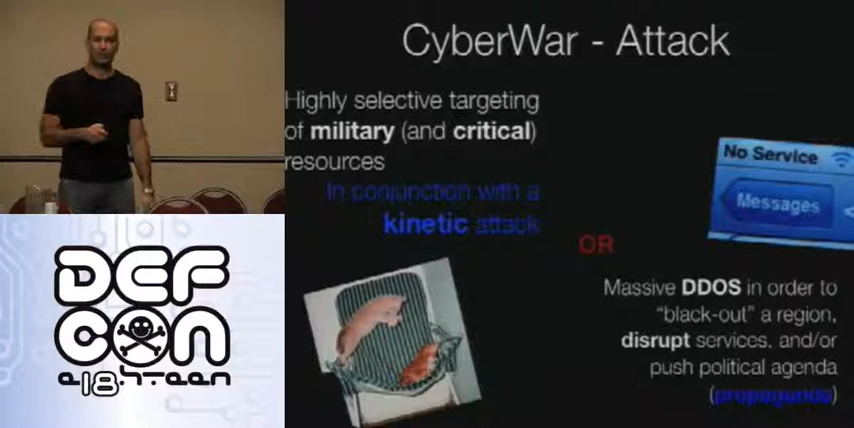 CyberWar - Attack
Highly selective targeting
of military (and critical)
resources
In conjunction with a
kinetic attack
OR
No Service
Messages
Massive DDOS in order to
"black-out" a region,
disrupt services, and/or
push political agenda
(propaganda)
DEF
CON
e18hteen